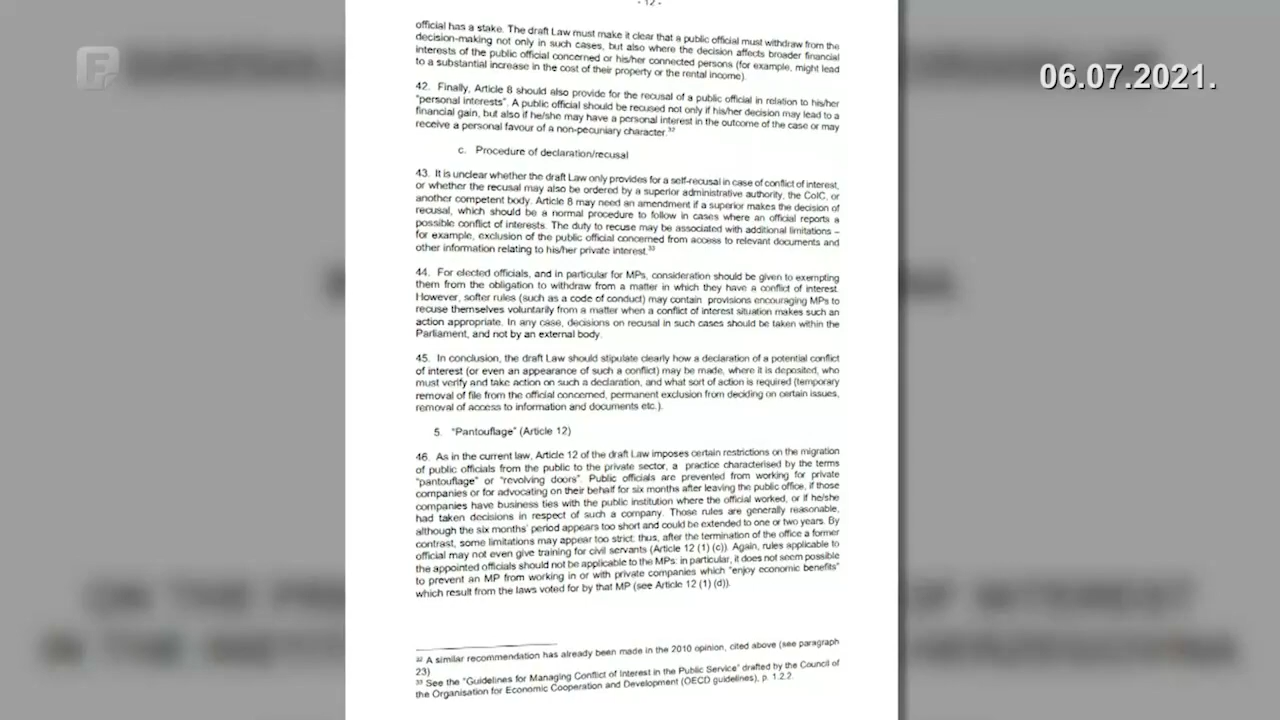 - 12 -
official has a stake. The draft Law must make it clear that a public official must withdraw from the
decision-making not only in such cases, but also where the decision affects broader financial
interests of the public official concerned or his/her connected persons (for example, might lead
to a substantial increase in the cost of their property or the rental income).
06.07.2021.
42. Finally, Article 8 should also provide for the recusal of a public official in relation to his/her
"personal interests". A public official should be recused not only if his/her decision may lead to a
financial gain, but also if he/she may have a personal interest in the outcome of the case or may
receive a personal favour of a non-pecuniary character.32
c. Procedure of declaration/recusal
43. It is unclear whether the draft Law only provides for a self-recusal in case of conflict of interest,
or whether the recusal may also be ordered by a superior administrative authority, the CoIC, or
another competent body. Article 8 may need an amendment if a superior makes the decision of
recusal, which should be a normal procedure to follow in cases where an official reports a
possible conflict of interests. The duty to recuse may be associated with additional limitations –
for example, exclusion of the public official concerned from access to relevant documents and
other information relating to his/her private interest.33
44. For elected officials, and in particular for MPs, consideration should be given to exempting
them from the obligation to withdraw from a matter in which they have a conflict of interest.
However, softer rules (such as a code of conduct) may contain provisions encouraging MPs to
recuse themselves voluntarily from a matter when a conflict of interest situation makes such an
action appropriate. In any case, decisions on recusal in such cases should be taken within the
Parliament, and not by an external body.
45. In conclusion, the draft Law should stipulate clearly how a declaration of a potential conflict
of interest (or even an appearance of such a conflict) may be made, where it is deposited, who
must verify and take action on such a declaration, and what sort of action is required (temporary
removal of file from the official concerned, permanent exclusion from deciding on certain issues,
removal of access to information and documents etc.).
5. "Pantouflage" (Article 12)
46. As in the current law, Article 12 of the draft Law imposes certain restrictions on the migration
of public officials from the public to the private sector, a practice characterised by the terms
"pantouflage" or "revolving doors". Public officials are prevented from working for private
companies or for advocating on their behalf for six months after leaving the public office, if those
companies have business ties with the public institution where the official worked, or if he/she
had taken decisions in respect of such a company. Those rules are generally reasonable,
although the six months' period appears too short and could be extended to one or two years. By
contrast, some limitations may appear too strict: thus, after the termination of the office a former
official may not even give training for civil servants (Article 12 (1) (c)). Again, rules applicable to
the appointed officials should not be applicable to the MPs: in particular, it does not seem possible
to prevent an MP from working in or with private companies which "enjoy economic benefits"
which result from the laws voted for by that MP (see Article 12 (1) (d)).
32 A similar recommendation has already been made in the 2010 opinion, cited above (see paragraph
23)
33 See the "Guidelines for Managing Conflict of Interest in the Public Service" drafted by the Council of
the Organisation for Economic Cooperation and Development (OECD guidelines), p. 1.2.2.